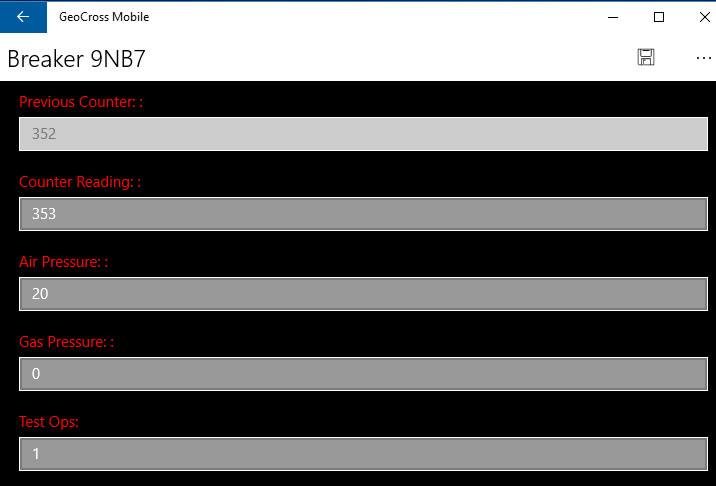 GeoCross Mobile
Breaker 9NB7
Previous Counter: :
352
Counter Reading: :
353
Air Pressure: :
20
Gas Pressure: :
0
Test Ops:
1